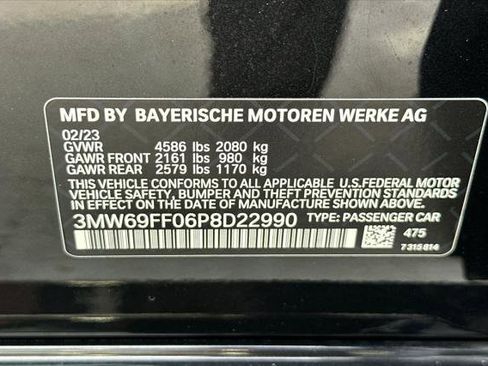 MFD BY BAYERISCHE MOTOREN WERKE AG
02/23
GVWR 4586 lbs 2080 kg
GAWR FRONT 2161 lbs 980 kg
GAWR REAR 2579 lbs 1170 kg
THIS VEHICLE CONFORMS TO ALL APPLICABLE U.S.FEDERAL MOTOR
VEHICLE SAFETY, BUMPER, AND THEFT PREVENTION STANDARDS
IN EFFECT ON THE DATE OF MANUFACTURE SHOWN ABOVE.
3MW69FF06P8D22990 TYPE: PASSENGER CAR
475
7315814